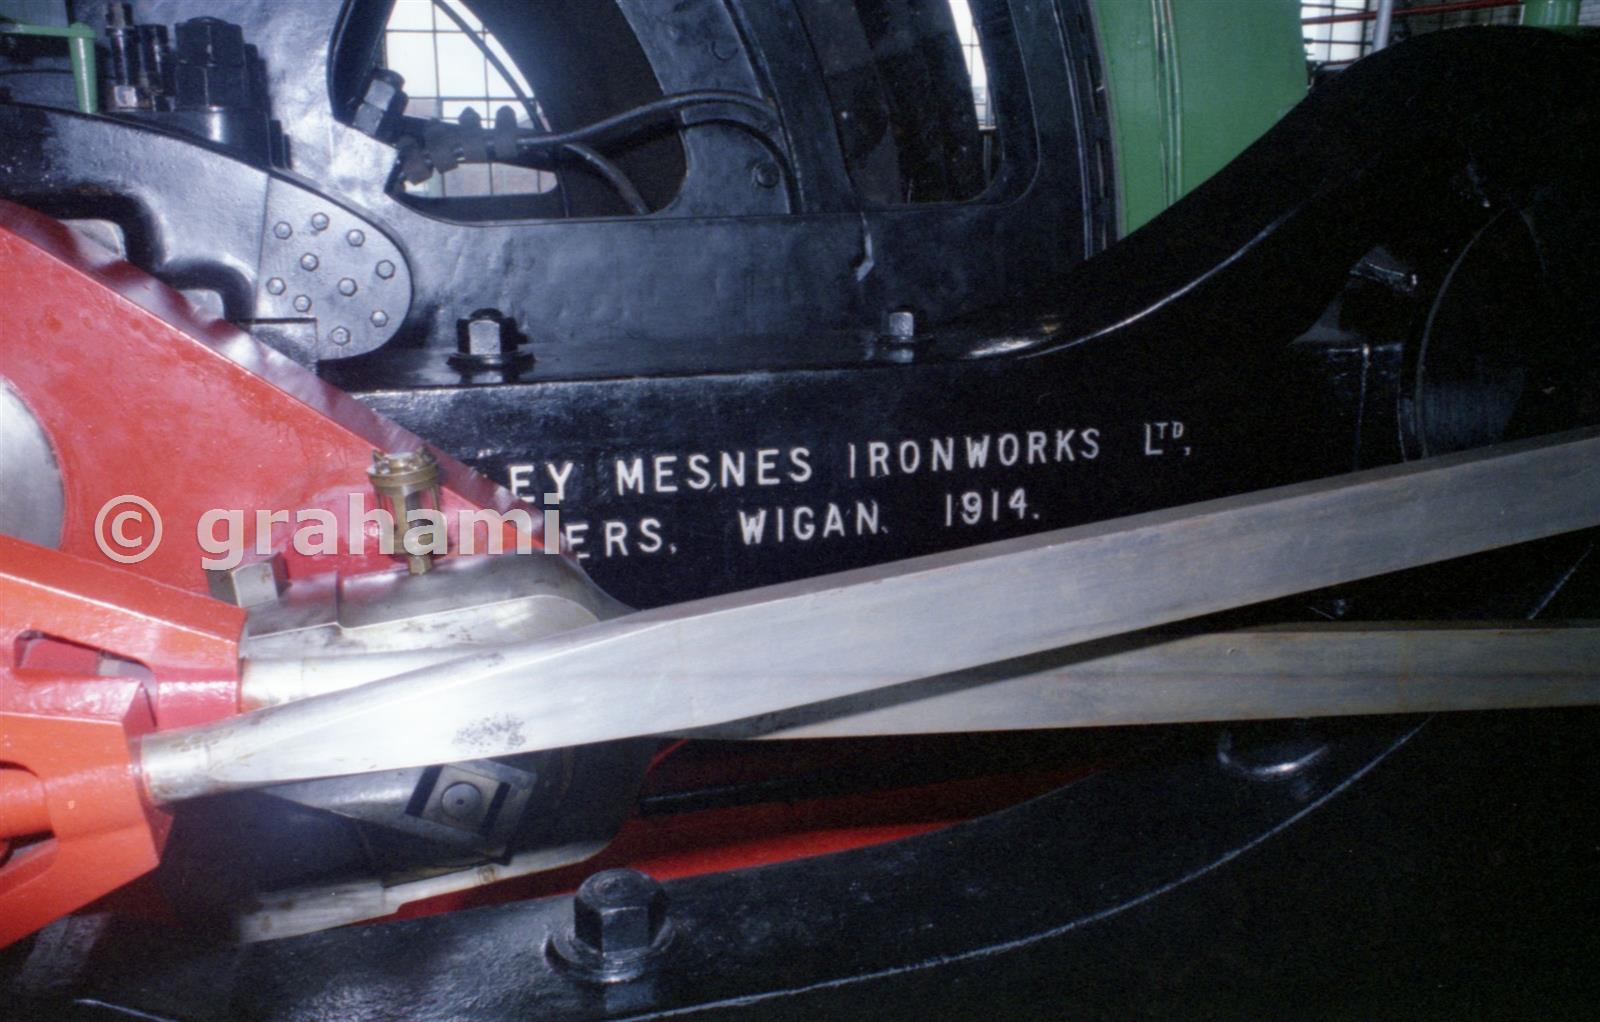 EY MESNES IRONWORKS LTD,
ERS, WIGAN. 1914.
© grahami